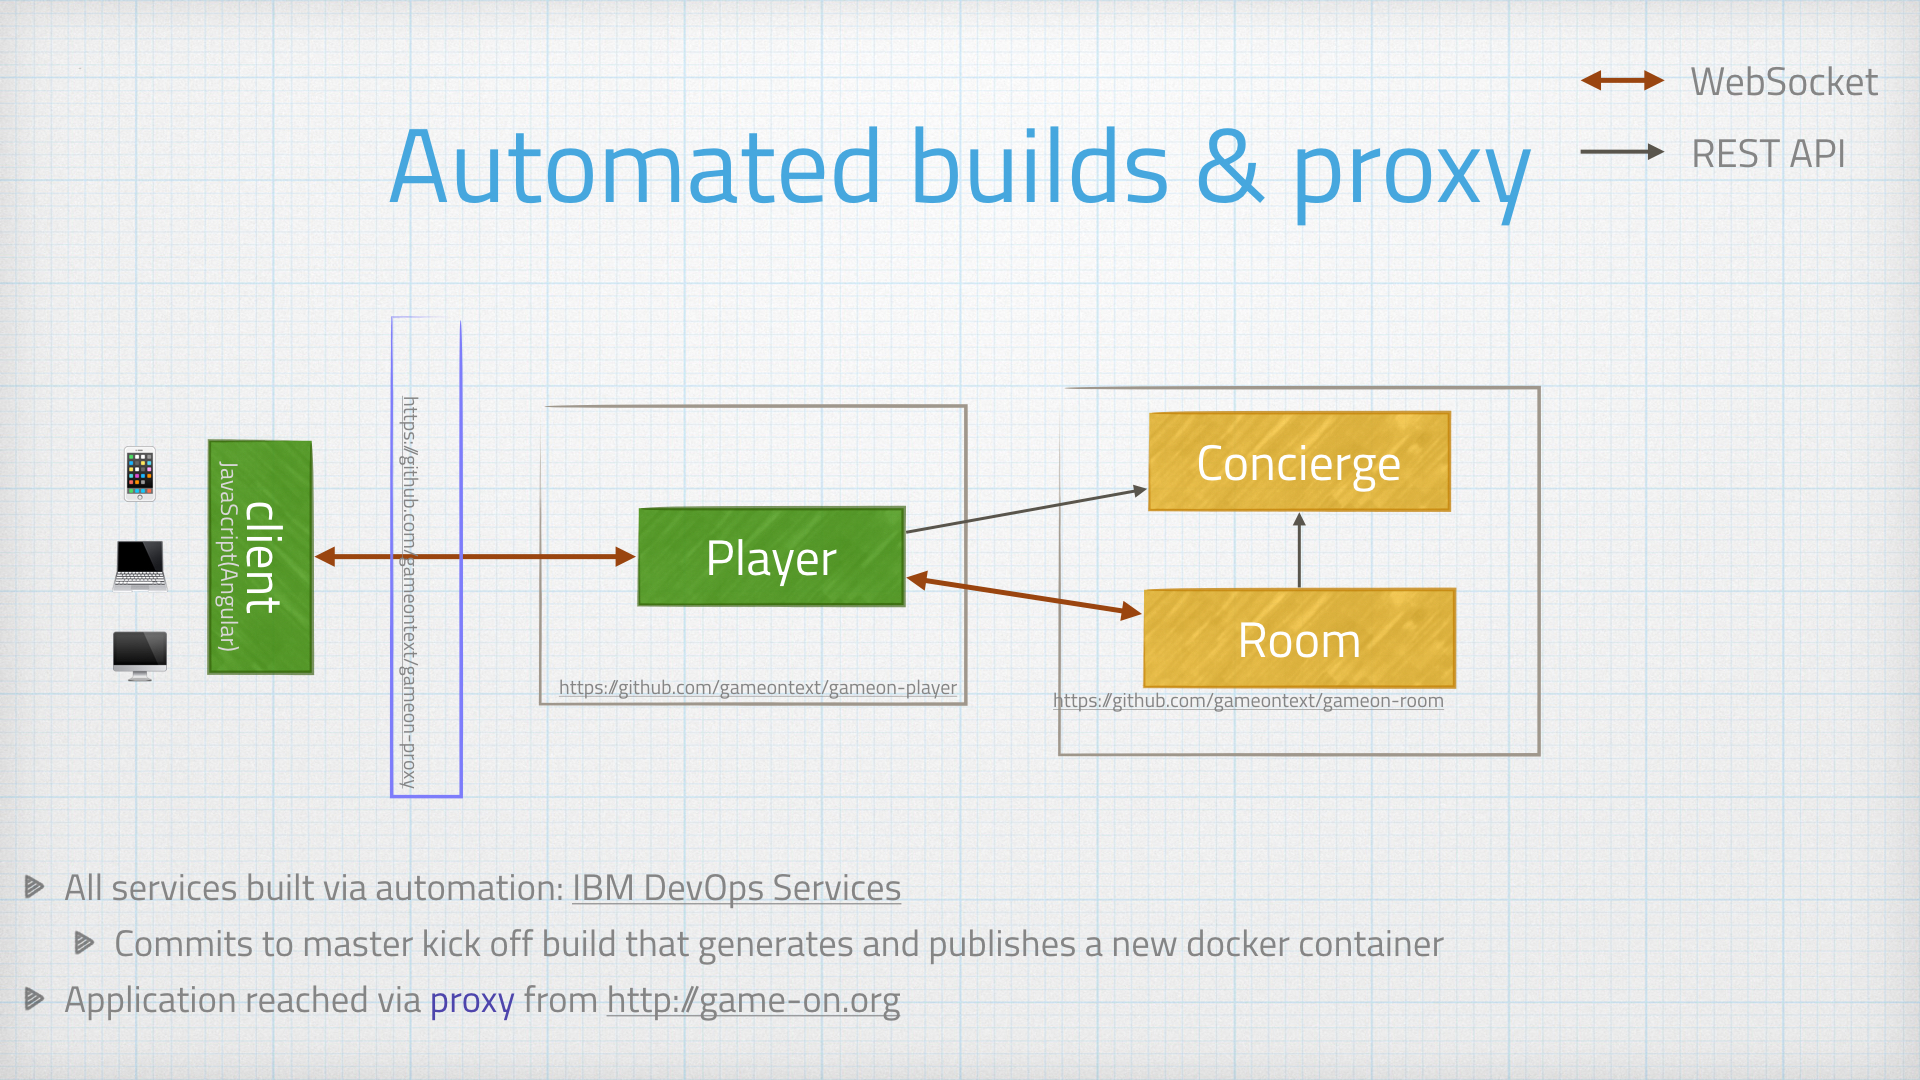 WebSocket
REST API
Automated builds & proxy
client
JavaScript(Angular)
https://github.com/gameontext/gameon-proxy
Player
https://github.com/gameontext/gameon-player
Concierge
Room
https://github.com/gameontext/gameon-room
All services built via automation: IBM DevOps Services
Commits to master kick off build that generates and publishes a new docker container
Application reached via proxy from http://game-on.org